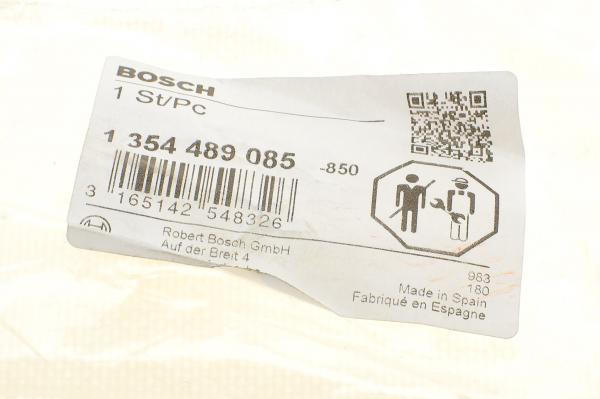 BOSCH
1 St/Pc
1 354 489 085 -850
3 165142 548326
Robert Bosch GmbH
Auf der Breit 4
983
180
Made in Spain
Fabriqué en Espagne